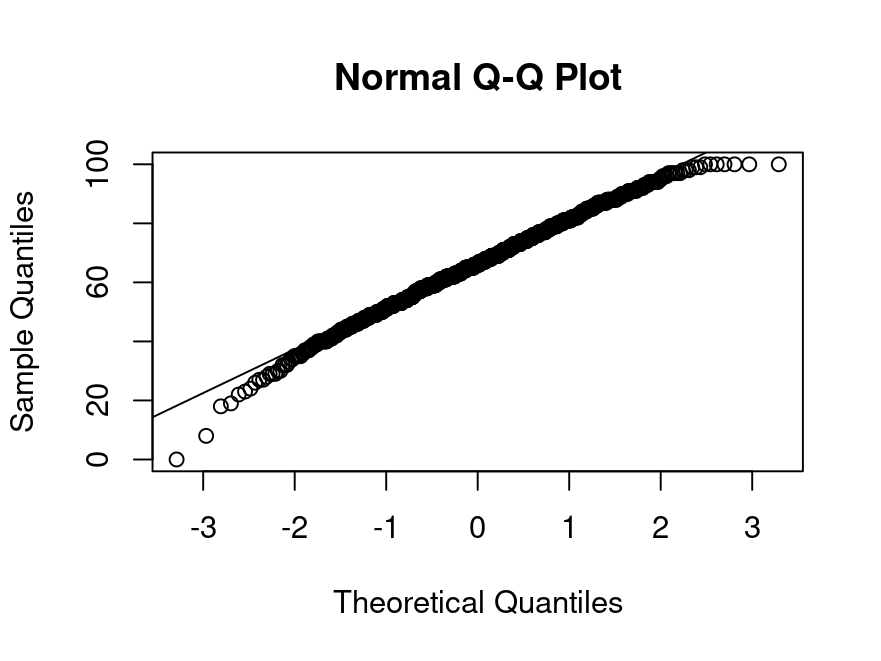 Normal Q-Q Plot
Sample Quantiles
100
60
20
0
-3 -2 -1 0 1 2 3
Theoretical Quantiles